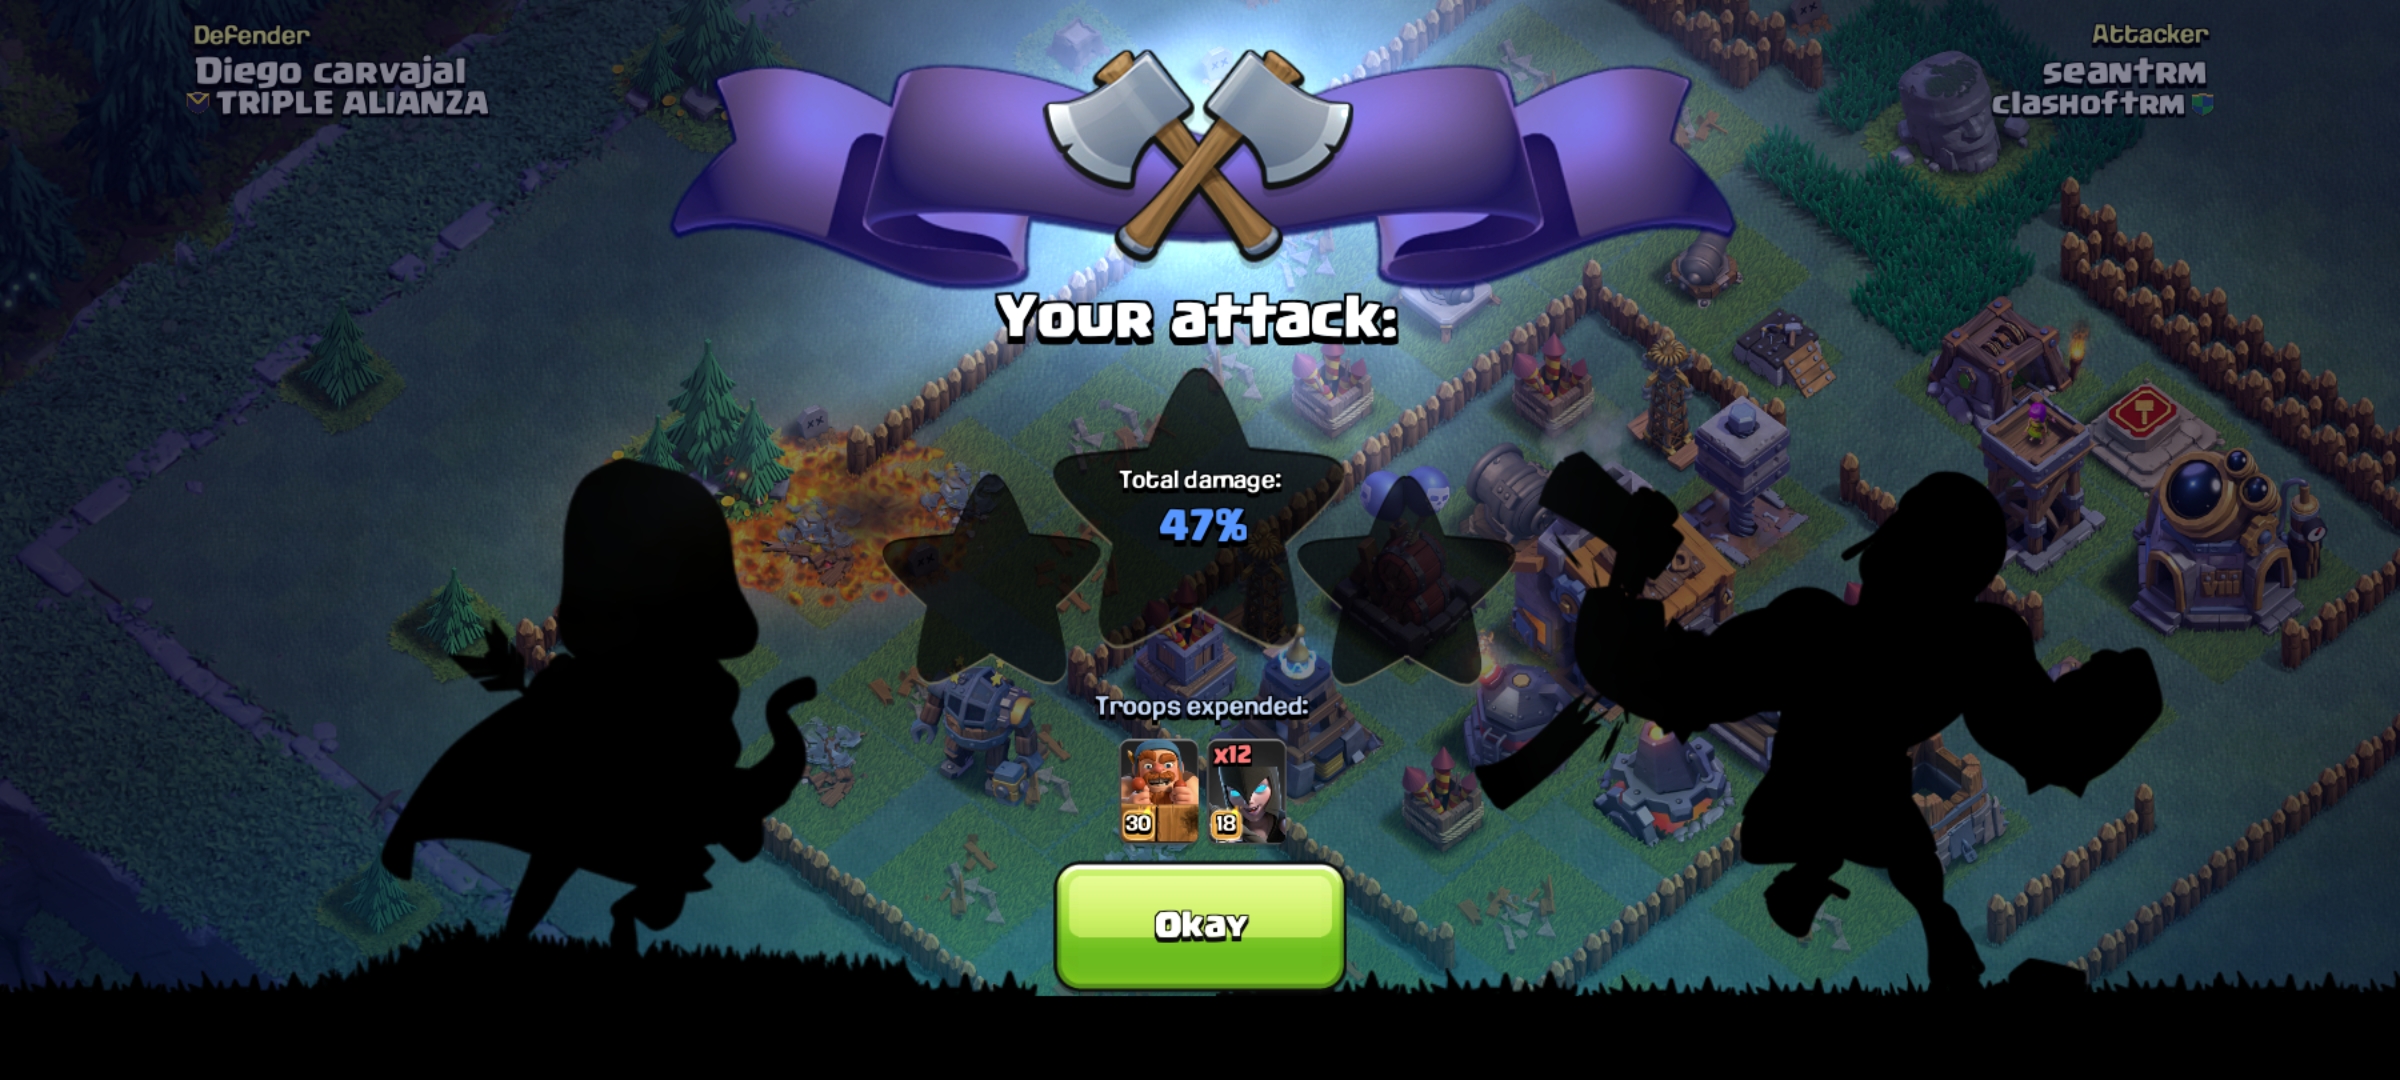 Defender
Diego carvajal
TRIPLE ALIANZA
Attacker
seantRM
clashoftRM
Your attack:
Total damage:
47%
Troops expended:
x12
30
18
Okay